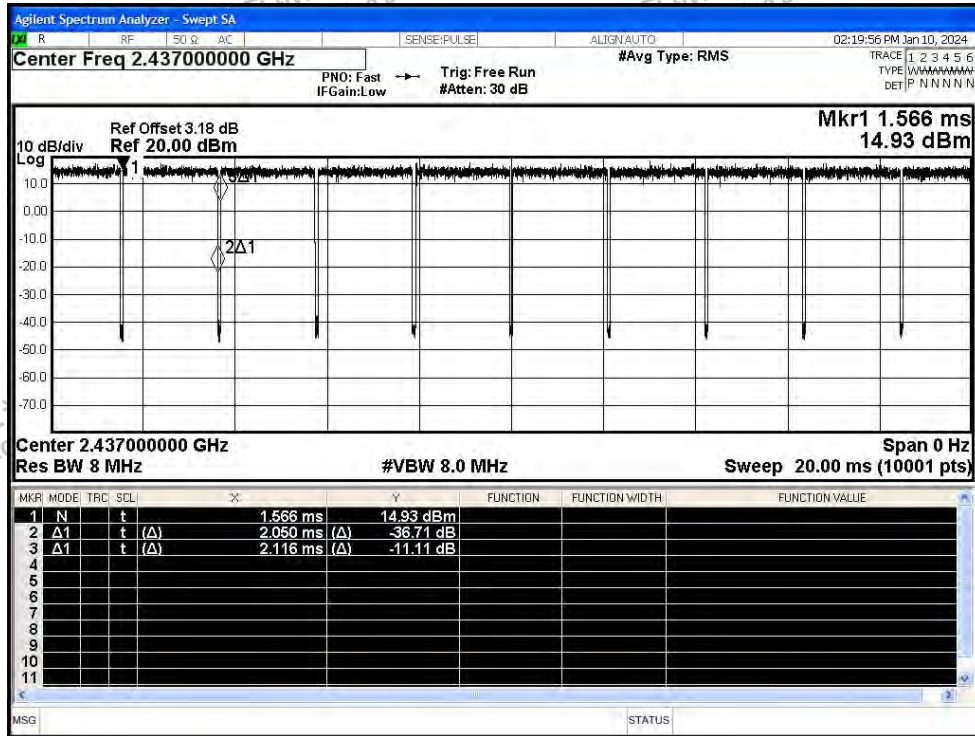 Agilent Spectrum Analyzer - Swept SA
LXI R RF 50 Ω AC SENSE:PULSE ALIGN AUTO 02:19:56 PM Jan 10, 2024
Center Freq 2.437000000 GHz #Avg Type: RMS TRACE 1 2 3 4 5 6
PNO: Fast Trig: Free Run TYPE WWWWWW
IFGain:Low #Atten: 30 dB DET P N N N N N
Mkr1 1.566 ms
Ref Offset 3.18 dB
10 dB/div Ref 20.00 dBm 14.93 dBm
Log
1
10.0
3Δ1
0.00
-10.0
2Δ1
-20.0
-30.0
-40.0
-50.0
-60.0
-70.0
Center 2.437000000 GHz Span 0 Hz
Res BW 8 MHz #VBW 8.0 MHz Sweep 20.00 ms (10001 pts)
MKR MODE TRC SCL X Y FUNCTION FUNCTION WIDTH FUNCTION VALUE
1 N t 1.566 ms 14.93 dBm
2 Δ1 t (Δ) 2.050 ms (Δ) -36.71 dB
3 Δ1 t (Δ) 2.116 ms (Δ) -11.11 dB
4
5
6
7
8
9
10
11
MSG STATUS